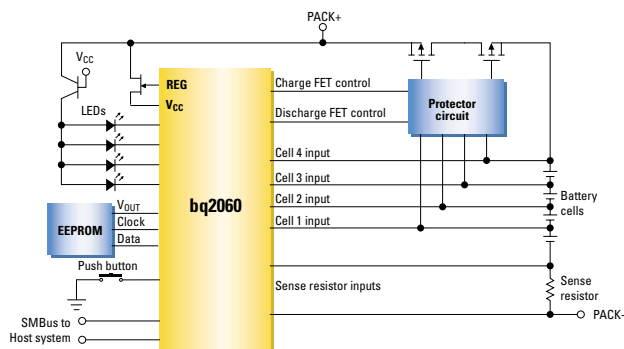 PACK+
VCC
LEDs
REG
VCC
Charge FET control
Discharge FET control
Protector
circuit
Cell 4 input
Cell 3 input
Cell 2 input
Cell 1 input
Battery
cells
bq2060
EEPROM
VOUT
Clock
Data
Push button
Sense resistor inputs
Sense
resistor
SMBus to
Host system
PACK-